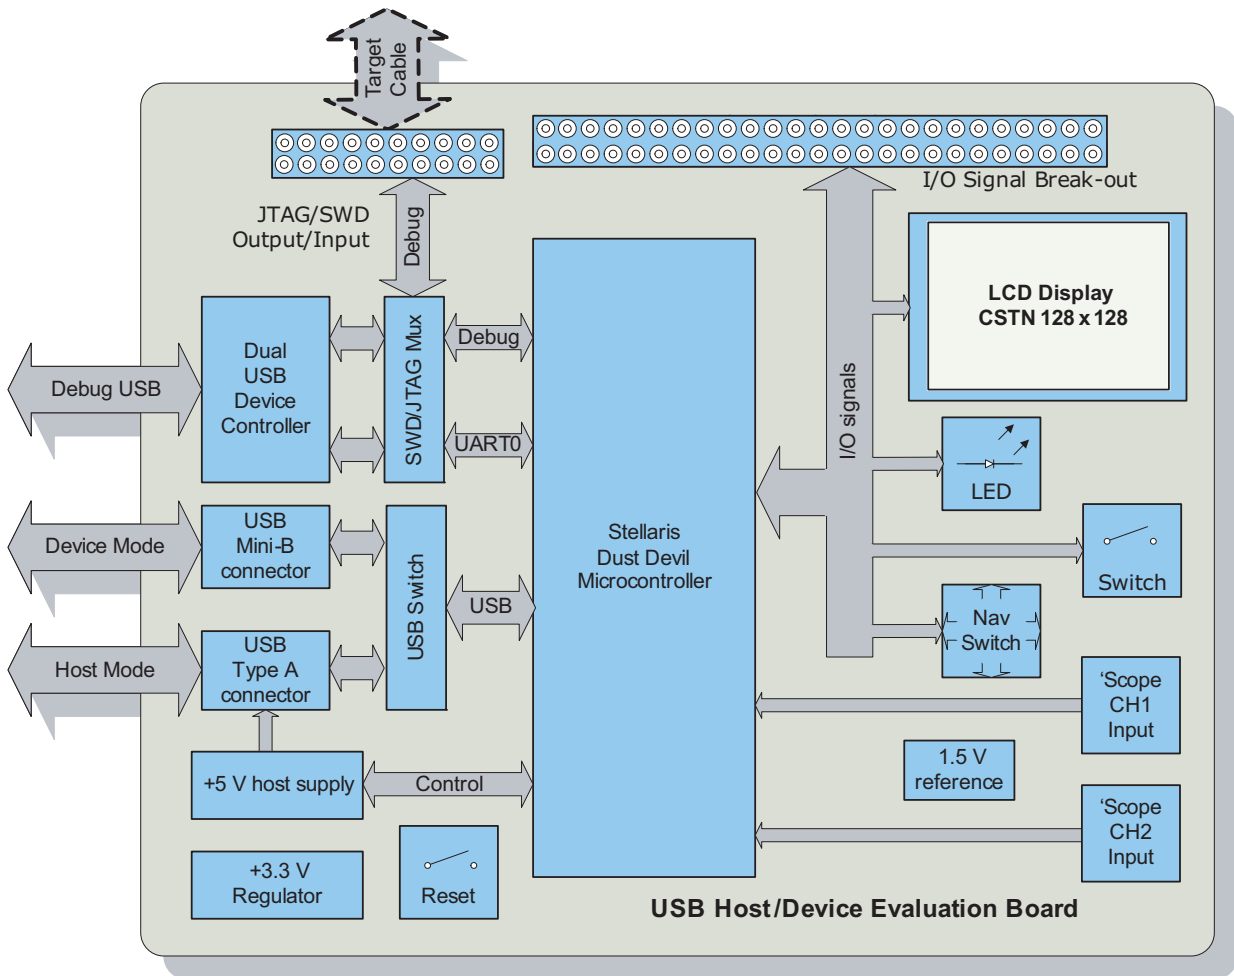 Target
Cable
I/O Signal Break-out
JTAG/SWD
Output/Input
Debug
LCD Display
CSTN 128 x 128
Dual
USB
Device
Controller
SWD/JTAG Mux
Debug
Debug USB
UART0
I/O signals
LED
USB
Mini-B
connector
Device Mode
USB Switch
USB
Stellaris
Dust Devil
Microcontroller
Switch
Nav
Switch
USB
Type A
connector
Host Mode
'Scope
CH1
Input
+5 V host supply
Control
1.5 V
reference
'Scope
CH2
Input
+3.3 V
Regulator
Reset
USB Host/Device Evaluation Board